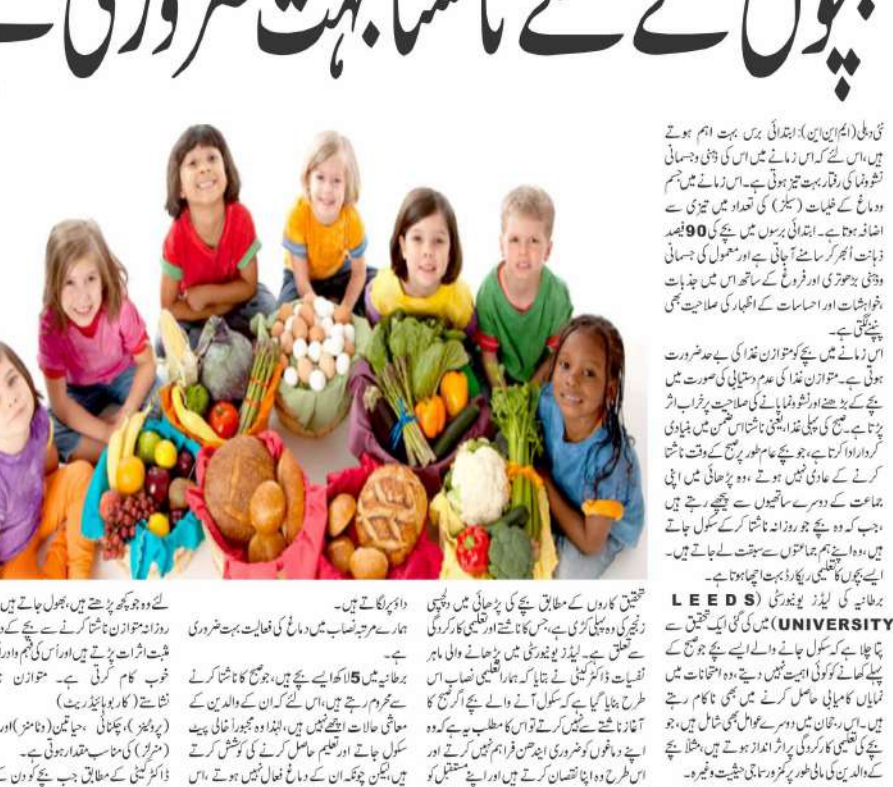 بچوں کے لئے ناشتا بہت ضروری ہے
نئی دہلی (ایم این این): ابتدائی برس بہت اہم ہوتے
ہیں، اس لئے کہ اس زمانے میں اس کی ذہنی وجسمانی
نشوونما کی رفتار بہت تیز ہوتی ہے۔ اس زمانے میں جسم
ودماغ کے خلیات (سیلز) کی تعداد میں تیزی سے
اضافہ ہوتا ہے۔ ابتدائی برسوں میں بچے کی 90 فیصد
ذہانت اُبھر کر سامنے آجاتی ہے اور معمول کی جسمانی
وذہنی بڑھوتری اور فروغ کے ساتھ اس میں جذبات
،خواہشات اور احساسات کے اظہار کی صلاحیت بھی
پنپنے لگتی ہے۔
اس زمانے میں بچے کو متوازن غذا کی بے حد ضرورت
ہوتی ہے۔ متوازن غذا کی عدم دستیابی کی صورت میں
بچے کے بڑھنے اور نشوونما پانے کی صلاحیت پر خراب اثر
پڑتا ہے۔ صبح کی پہلی غذا، یعنی ناشتا اس ضمن میں بنیادی
کردار ادا کرتا ہے، جو بچے عام طور پر صبح کے وقت ناشتا
کرنے کے عادی نہیں ہوتے ،وہ پڑھائی میں اپنی
جماعت کے دوسرے ساتھیوں سے پیچھے رہتے ہیں
،جب کہ وہ بچے جو روزانہ ناشتا کر کے سکول جاتے
ہیں، وہ اپنے ہم جماعتوں سے سبقت لے جاتے ہیں۔
ایسے بچوں کا تعلیمی ریکارڈ بہت اچھا ہوتا ہے۔
برطانیہ کی لیڈز یونیورسٹی (LEEDS
UNIVERSITY) میں کی گئی ایک تحقیق سے
پتا چلا ہے کہ سکول جانے والے ایسے بچے جو صبح کے
پہلے کھانے کو کوئی اہمیت نہیں دیتے ،وہ امتحانات میں
نمایاں کامیابی حاصل کرنے میں بھی ناکام رہتے
ہیں۔ اس رجحان میں دوسرے عوامل بھی شامل ہیں، جو
بچے کی تعلیمی کارکردگی پر اثر انداز ہوتے ہیں، مثلاً بچے
کے والدین کی مالی طور پر کمزور سماجی حیثیت وغیرہ۔
تحقیق کاروں کے مطابق بچے کی پڑھائی میں دلچسپی
زنجیر کی وہ پہلی کڑی ہے، جس کا ناشتے اور تعلیمی کارکردگی
سے تعلق ہے۔ لیڈز یونیورسٹی میں پڑھانے والی ماہر
نفسیات ڈاکٹر کیٹی نے بتایا کہ ہمارا تعلیمی نصاب اس
طرح بنایا گیا ہے کہ سکول آنے والے بچے اگر صبح کا
آغاز ناشتے سے نہیں کرتے تو اس کا مطلب یہ ہے کہ وہ
اپنے دماغوں کو ضروری ایندھن فراہم نہیں کرتے اور
اس طرح وہ اپنا نقصان کرتے ہیں اور اپنے مستقبل کو
داؤ پر لگاتے ہیں۔
ہمارے مرتبہ نصاب میں دماغ کی فعالیت بہت ضروری
ہے۔
برطانیہ میں 5 لاکھ ایسے بچے ہیں، جو صبح کا ناشتا کرنے
سے محروم رہتے ہیں، اس لئے کہ ان کے والدین کے
معاشی حالات اچھے نہیں ہیں، لہٰذا وہ مجبوراً خالی پیٹ
سکول جاتے اور تعلیم حاصل کرنے کی کوشش کرتے
ہیں لیکن چونکہ ان کے دماغ فعال نہیں ہوتے ،اس
لئے وہ جو کچھ پڑھتے ہیں، بھول جاتے ہیں
روزانہ متوازن ناشتا کرنے سے بچے کے د
مثبت اثرات پڑتے ہیں اور اُس کی فہم وادر
خوب کام کرتی ہے۔ متوازن
نشاستے (کاربوہائڈریٹ)
(پروٹینز)، چکنائی ،حیاتین (وٹامنز) اور
(منرلز) کی مناسب مقدار ہوتی ہے۔
ڈاکٹر کیٹی کے مطابق جب بچے کو دن کے